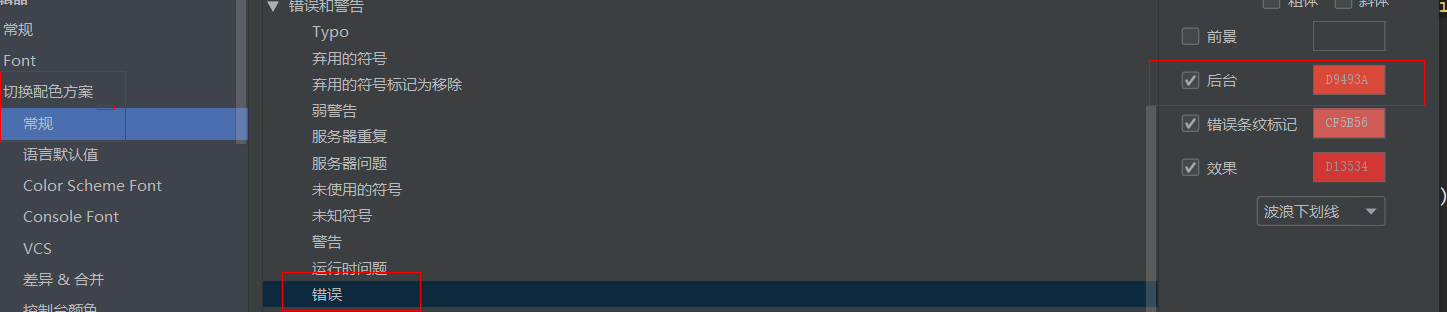 常规
Font
切换配色方案
常规
语言默认值
Color Scheme Font
Console Font
VCS
差异 & 合并
控制台颜色
错误和警告
Typo
弃用的符号
弃用的符号标记为移除
弱警告
服务器重复
服务器问题
未使用的符号
未知符号
警告
运行时问题
错误
粗体 斜体
前景
后台 D9493A
错误条纹标记 CF5B56
效果 D13534
波浪下划线
)